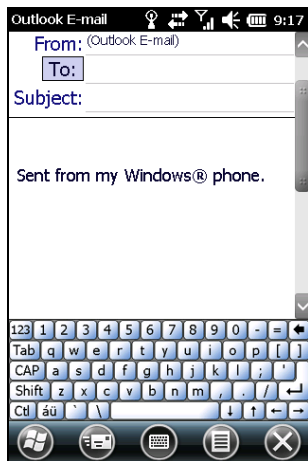 Outlook E-mail 9:17
From: (Outlook E-mail)
To:
Subject:
Sent from my Windows® phone.
123 1 2 3 4 5 6 7 8 9 0 - =
Tab q w e r t y u i o p [ ]
CAP a s d f g h j k l ; '
Shift z x c v b n m , . /
Ctl áü ` \